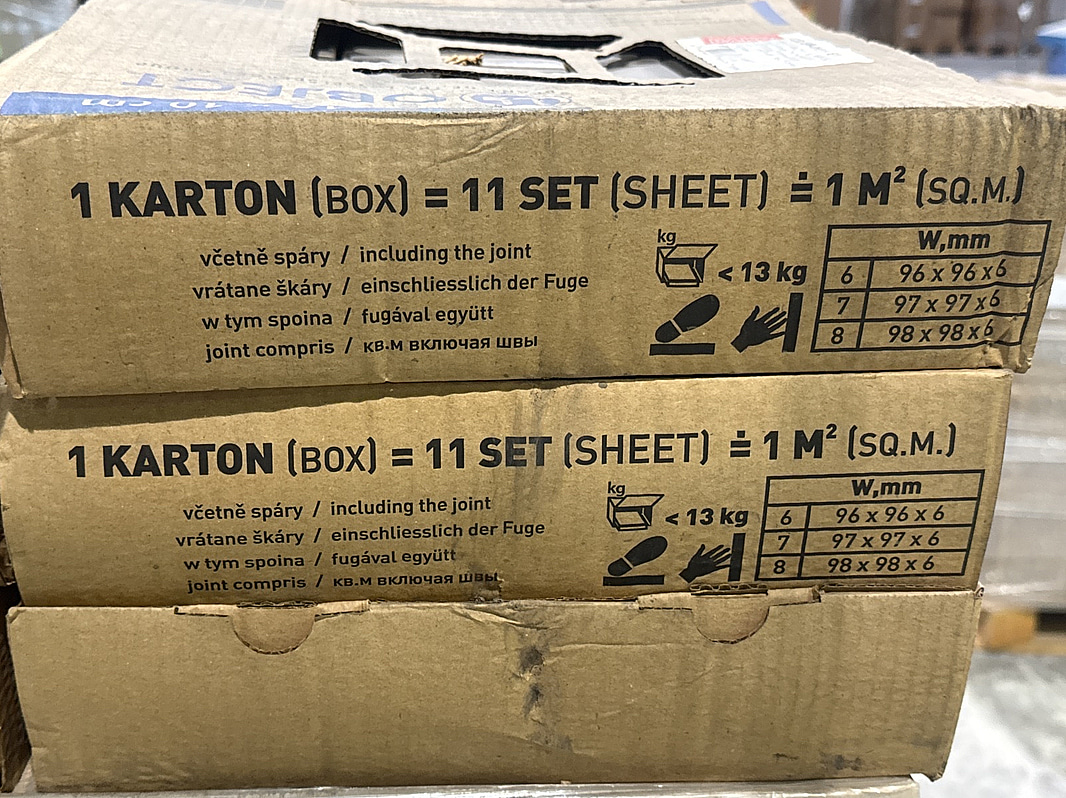 OBJECT
10 cm
1 KARTON (BOX) = 11 SET (SHEET) ≐ 1 M² (SQ.M.)
včetně spáry / including the joint
vrátane škáry / einschliesslich der Fuge
w tym spoina / fugával együtt
joint compris / кв.м включая швы
kg
< 13 kg
W,mm
6 96 x 96 x 6
7 97 x 97 x 6
8 98 x 98 x 6
1 KARTON (BOX) = 11 SET (SHEET) ≐ 1 M² (SQ.M.)
včetně spáry / including the joint
vrátane škáry / einschliesslich der Fuge
w tym spoina / fugával együtt
joint compris / кв.м включая швы
kg
< 13 kg
W,mm
6 96 x 96 x 6
7 97 x 97 x 6
8 98 x 98 x 6